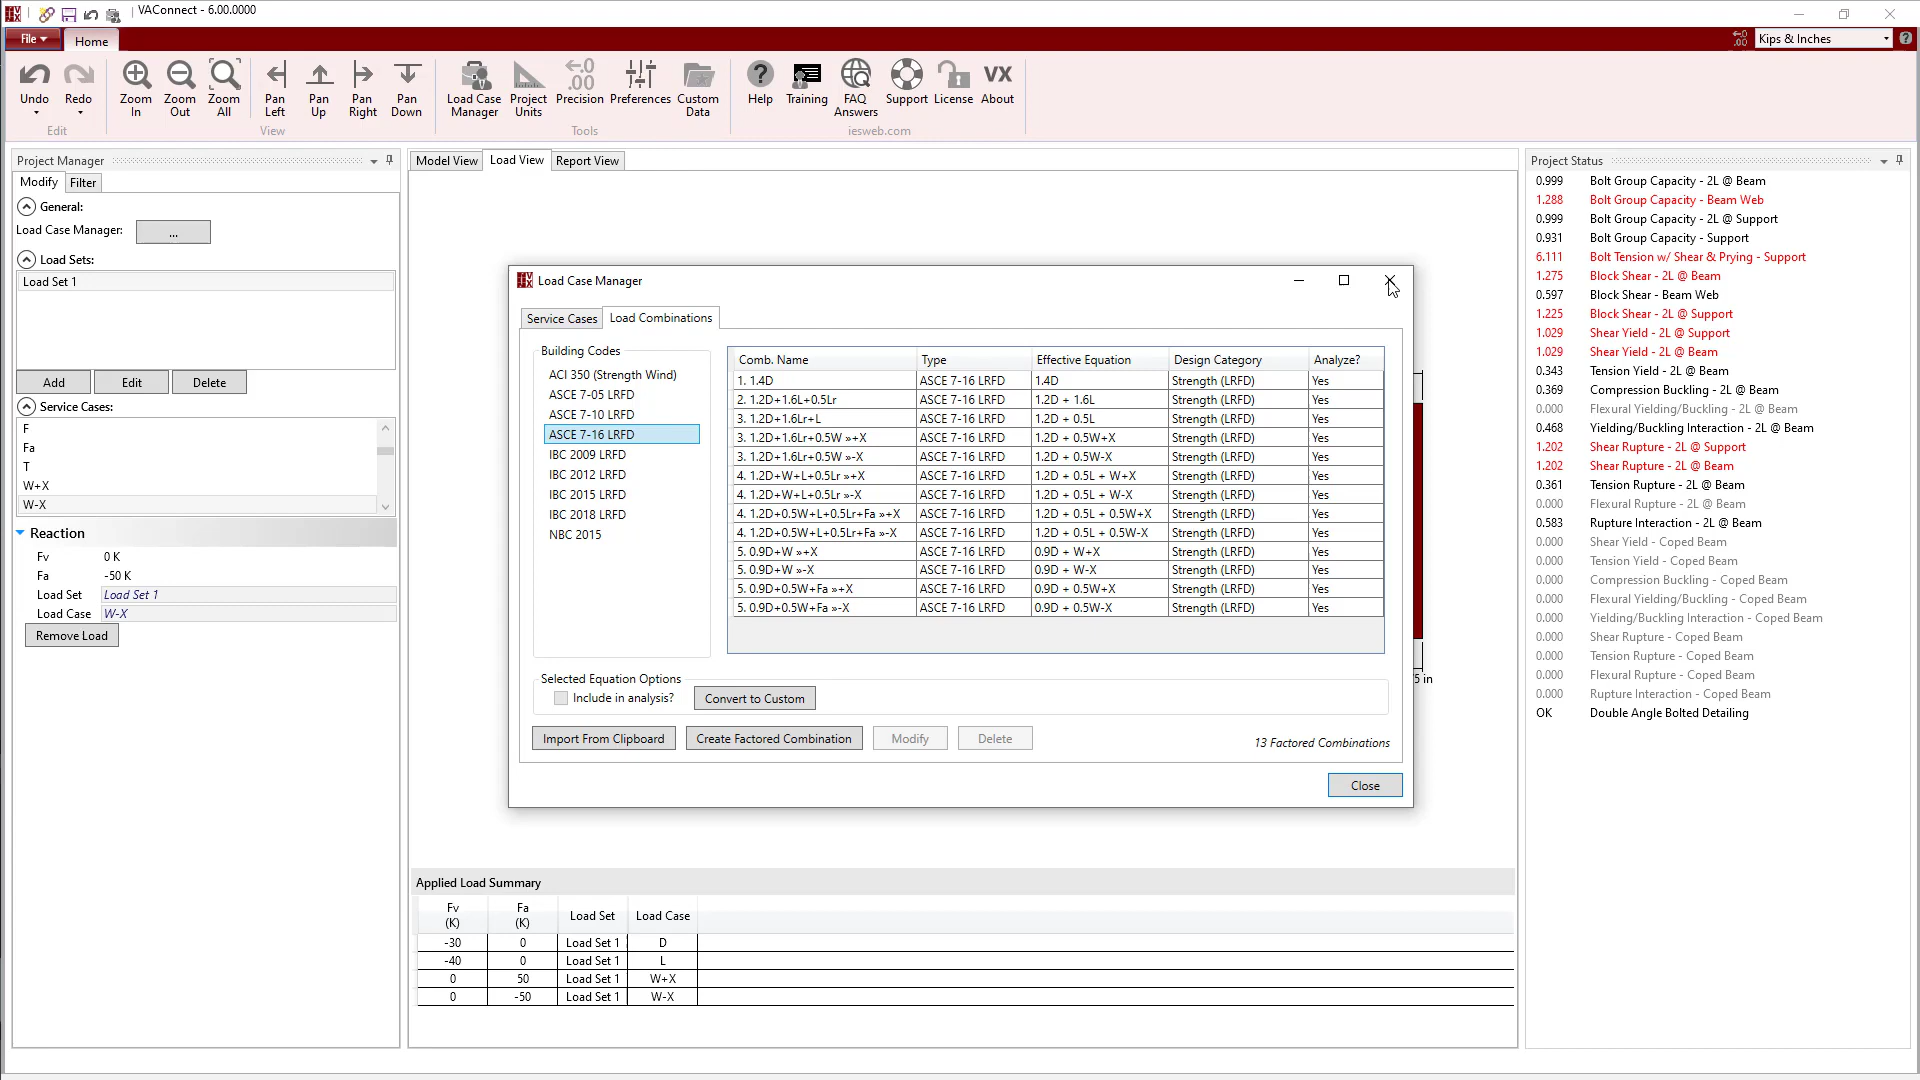 VAConnect - 6.00.0000
File
Home
Kips & Inches
Undo
Redo
Zoom In
Zoom Out
Zoom All
Pan Left
Pan Up
Pan Right
Pan Down
Load Case Manager
Project Units
Precision
Preferences
Custom Data
Help
Training
FAQ Answers
Support
License
VX
About
Edit
View
Tools
iesweb.com
Project Manager
Modify
Filter
General:
Load Case Manager:
...
Load Sets:
Load Set 1
Add
Edit
Delete
Service Cases:
F
Fa
T
W+X
W-X
Reaction
Fv 0 K
Fa -50 K
Load Set Load Set 1
Load Case W-X
Remove Load
Model View
Load View
Report View
Load Case Manager
Service Cases
Load Combinations
Building Codes
ACI 350 (Strength Wind)
ASCE 7-05 LRFD
ASCE 7-10 LRFD
ASCE 7-16 LRFD
IBC 2009 LRFD
IBC 2012 LRFD
IBC 2015 LRFD
IBC 2018 LRFD
NBC 2015
Comb. Name Type Effective Equation Design Category Analyze?
1. 1.4D ASCE 7-16 LRFD 1.4D Strength (LRFD) Yes
2. 1.2D+1.6L+0.5Lr ASCE 7-16 LRFD 1.2D + 1.6L Strength (LRFD) Yes
3. 1.2D+1.6Lr+L ASCE 7-16 LRFD 1.2D + 0.5L Strength (LRFD) Yes
3. 1.2D+1.6Lr+0.5W »+X ASCE 7-16 LRFD 1.2D + 0.5W+X Strength (LRFD) Yes
3. 1.2D+1.6Lr+0.5W »-X ASCE 7-16 LRFD 1.2D + 0.5W-X Strength (LRFD) Yes
4. 1.2D+W+L+0.5Lr »+X ASCE 7-16 LRFD 1.2D + 0.5L + W+X Strength (LRFD) Yes
4. 1.2D+W+L+0.5Lr »-X ASCE 7-16 LRFD 1.2D + 0.5L + W-X Strength (LRFD) Yes
4. 1.2D+0.5W+L+0.5Lr+Fa »+X ASCE 7-16 LRFD 1.2D + 0.5L + 0.5W+X Strength (LRFD) Yes
4. 1.2D+0.5W+L+0.5Lr+Fa »-X ASCE 7-16 LRFD 1.2D + 0.5L + 0.5W-X Strength (LRFD) Yes
5. 0.9D+W »+X ASCE 7-16 LRFD 0.9D + W+X Strength (LRFD) Yes
5. 0.9D+W »-X ASCE 7-16 LRFD 0.9D + W-X Strength (LRFD) Yes
5. 0.9D+0.5W+Fa »+X ASCE 7-16 LRFD 0.9D + 0.5W+X Strength (LRFD) Yes
5. 0.9D+0.5W+Fa »-X ASCE 7-16 LRFD 0.9D + 0.5W-X Strength (LRFD) Yes
Selected Equation Options
Include in analysis?
Convert to Custom
Import From Clipboard
Create Factored Combination
Modify
Delete
13 Factored Combinations
Close
5 in
Applied Load Summary
Fv (K) Fa (K) Load Set Load Case
-30 0 Load Set 1 D
-40 0 Load Set 1 L
0 50 Load Set 1 W+X
0 -50 Load Set 1 W-X
Project Status
0.999 Bolt Group Capacity - 2L @ Beam
1.288 Bolt Group Capacity - Beam Web
0.999 Bolt Group Capacity - 2L @ Support
0.931 Bolt Group Capacity - Support
6.111 Bolt Tension w/ Shear & Prying - Support
1.275 Block Shear - 2L @ Beam
0.597 Block Shear - Beam Web
1.225 Block Shear - 2L @ Support
1.029 Shear Yield - 2L @ Support
1.029 Shear Yield - 2L @ Beam
0.343 Tension Yield - 2L @ Beam
0.369 Compression Buckling - 2L @ Beam
0.000 Flexural Yielding/Buckling - 2L @ Beam
0.468 Yielding/Buckling Interaction - 2L @ Beam
1.202 Shear Rupture - 2L @ Support
1.202 Shear Rupture - 2L @ Beam
0.361 Tension Rupture - 2L @ Beam
0.000 Flexural Rupture - 2L @ Beam
0.583 Rupture Interaction - 2L @ Beam
0.000 Shear Yield - Coped Beam
0.000 Tension Yield - Coped Beam
0.000 Compression Buckling - Coped Beam
0.000 Flexural Yielding/Buckling - Coped Beam
0.000 Yielding/Buckling Interaction - Coped Beam
0.000 Shear Rupture - Coped Beam
0.000 Tension Rupture - Coped Beam
0.000 Flexural Rupture - Coped Beam
0.000 Rupture Interaction - Coped Beam
OK Double Angle Bolted Detailing